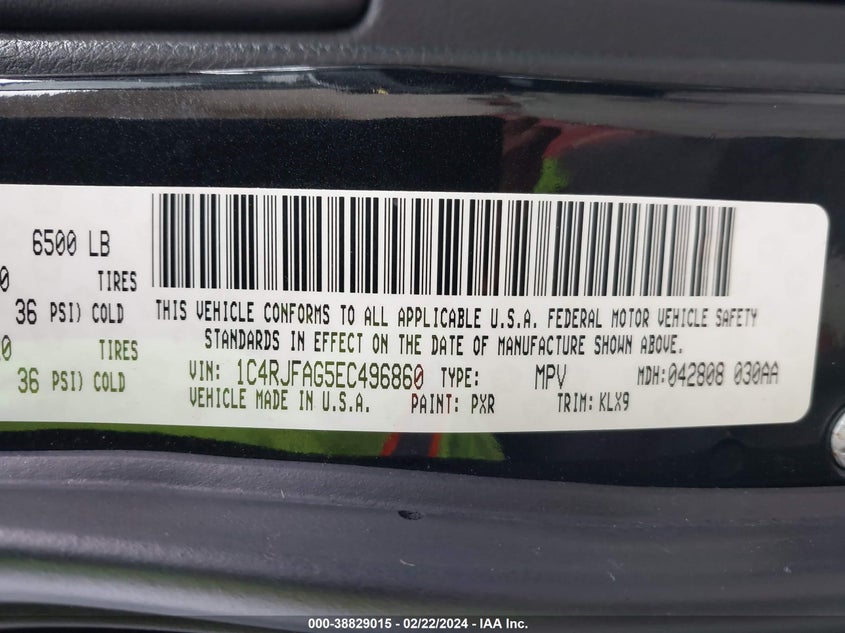 6500 LB
0 TIRES
36 PSI) COLD
0 TIRES
36 PSI) COLD
THIS VEHICLE CONFORMS TO ALL APPLICABLE U.S.A. FEDERAL MOTOR VEHICLE SAFETY
STANDARDS IN EFFECT ON THE DATE OF MANUFACTURE SHOWN ABOVE.
VIN: 1C4RJFAG5EC496860 TYPE: MPV MDH:042808 030AA
VEHICLE MADE IN U.S.A. PAINT: PXR TRIM:KLX9
000-38829015 - 02/22/2024 - IAA Inc.